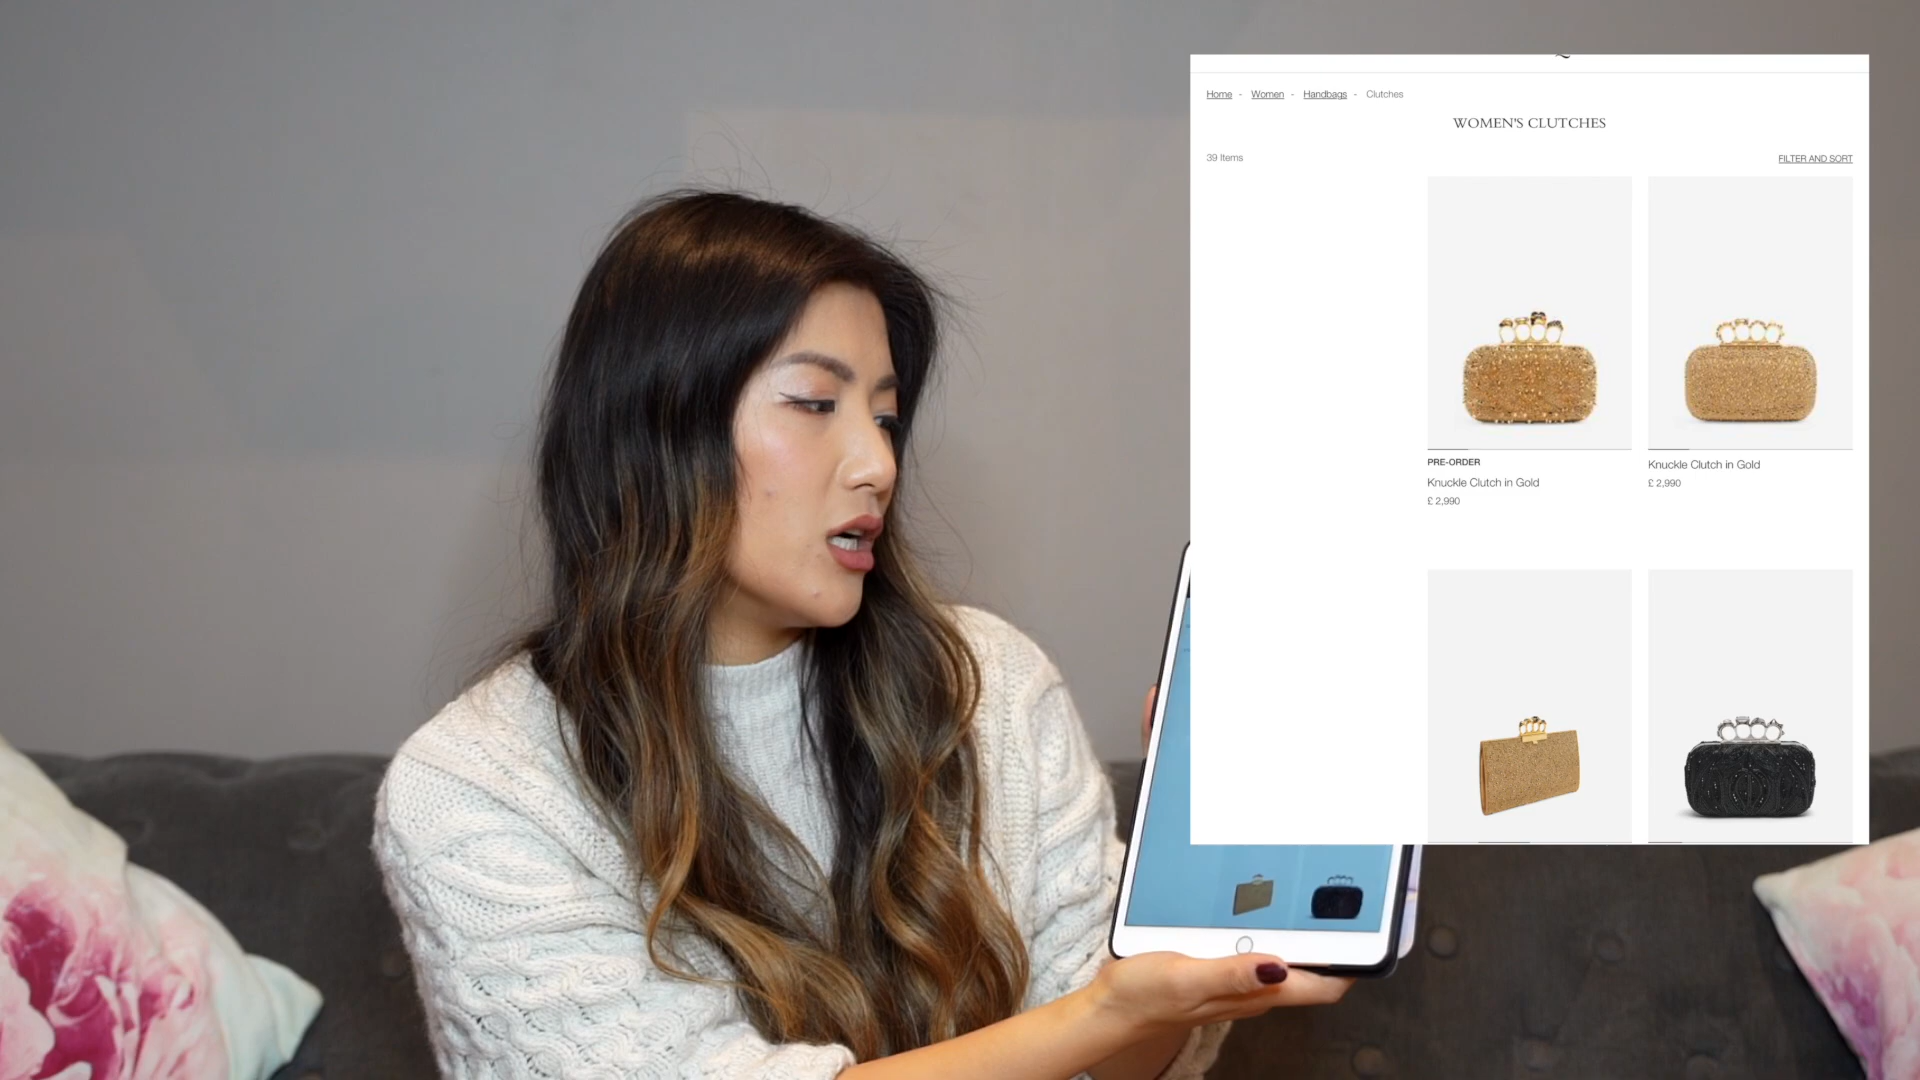 Home - Women - Handbags - Clutches
WOMEN'S CLUTCHES
39 Items
FILTER AND SORT
PRE-ORDER
Knuckle Clutch in Gold
£ 2,990
Knuckle Clutch in Gold
£ 2,990